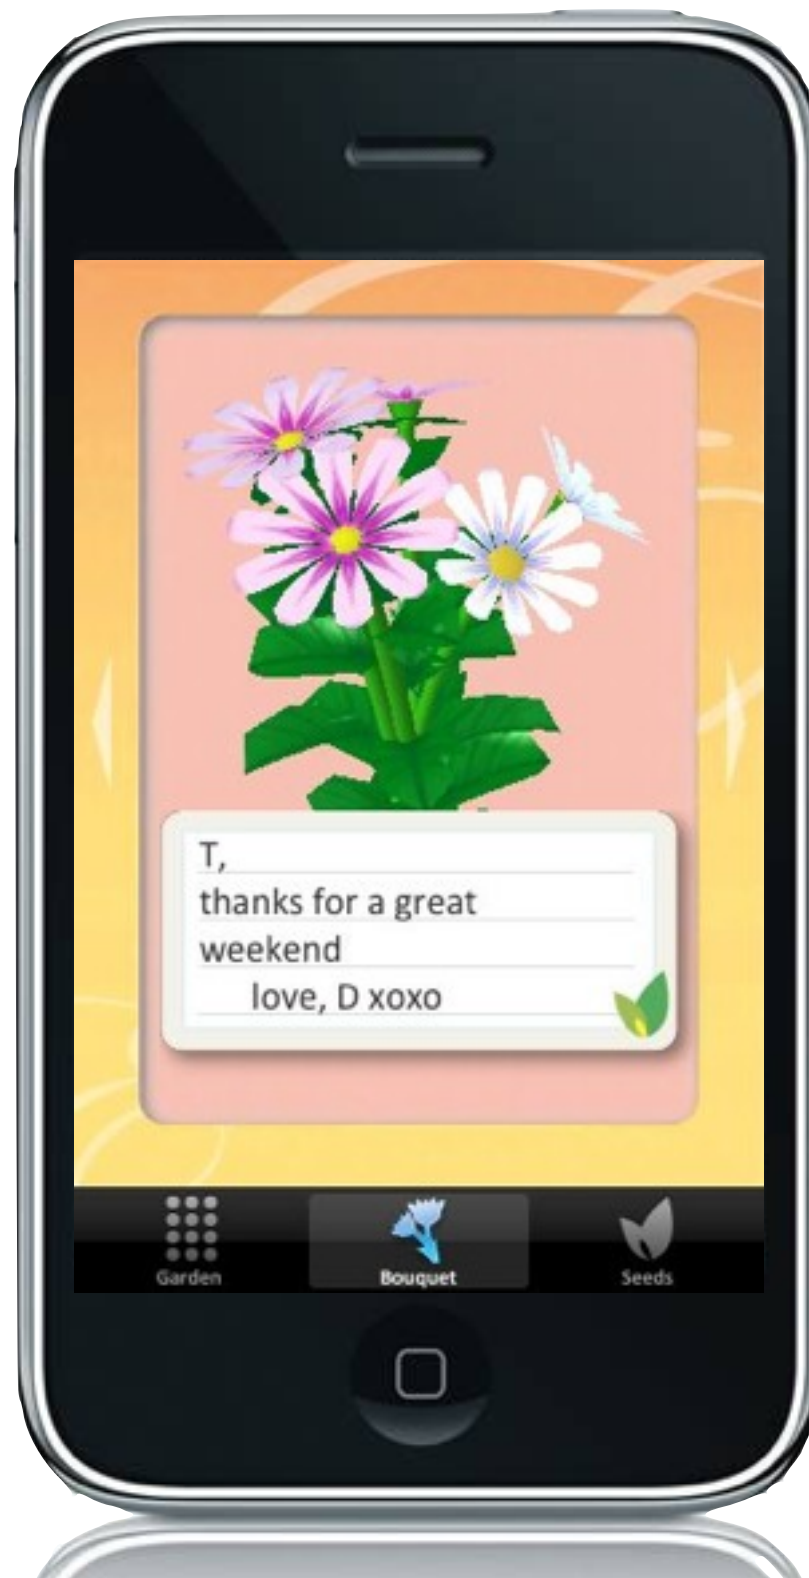 T,
thanks for a great
weekend
love, D xoxo
Garden
Bouquet
Seeds